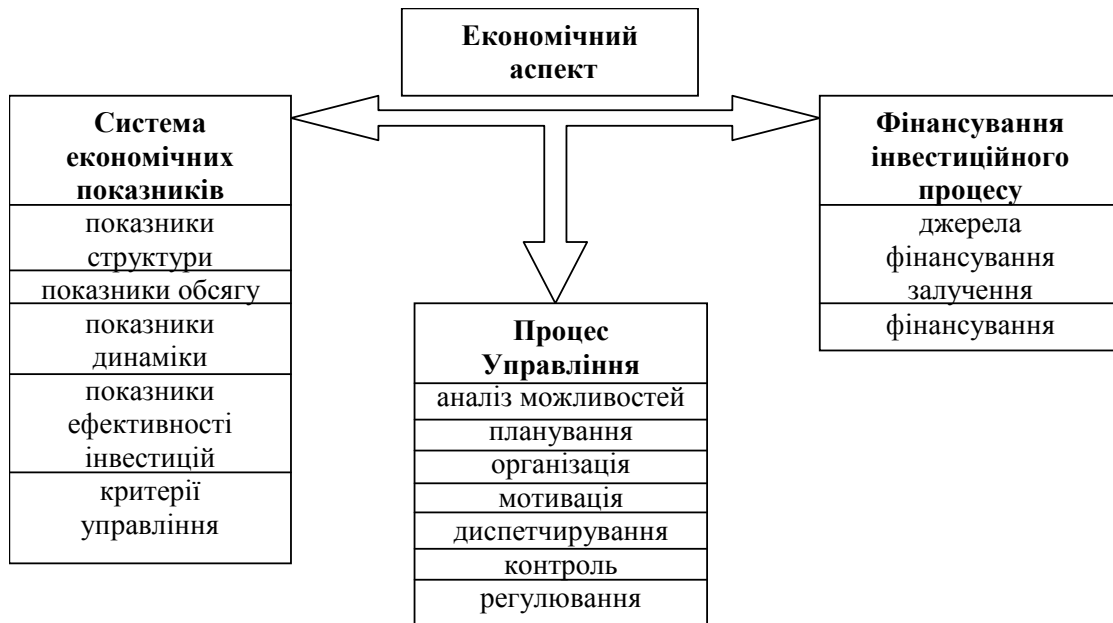 Економічний
аспект
Система
економічних
показників
показники
структури
показники обсягу
показники
динаміки
показники
ефективності
інвестицій
критерії
управління
Процес
Управління
аналіз можливостей
планування
організація
мотивація
диспетчирування
контроль
регулювання
Фінансування
інвестиційного
процесу
джерела
фінансування
залучення
фінансування